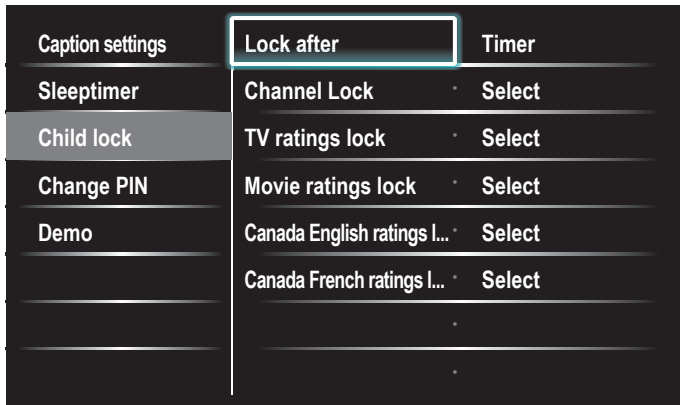 Caption settings Lock after Timer
Sleeptimer Channel Lock Select
Child lock TV ratings lock Select
Change PIN Movie ratings lock Select
Demo Canada English ratings l... Select
Canada French ratings l... Select